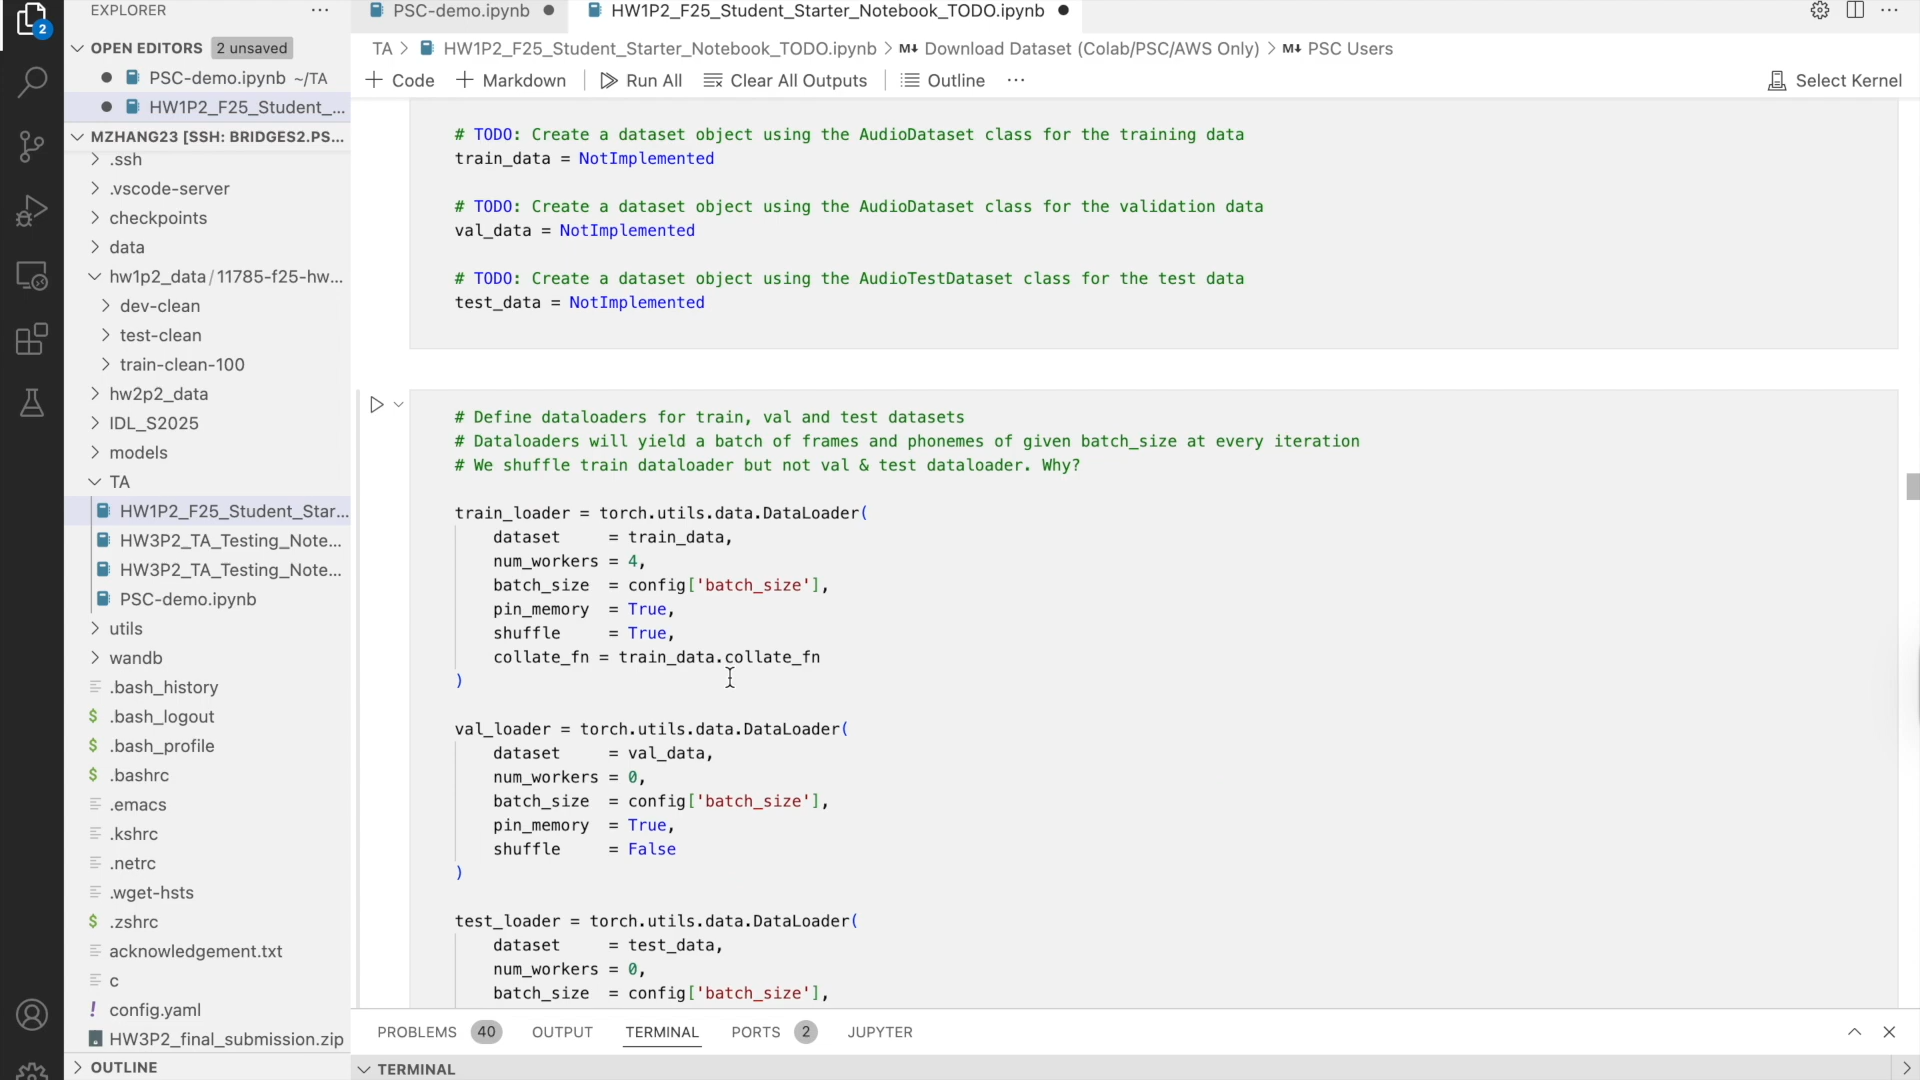 EXPLORER
OPEN EDITORS 2 unsaved
PSC-demo.ipynb ~/TA
HW1P2_F25_Student_...
MZHANG23 [SSH: BRIDGES2.PS...
.ssh
.vscode-server
checkpoints
data
hw1p2_data/11785-f25-hw...
dev-clean
test-clean
train-clean-100
hw2p2_data
IDL_S2025
models
TA
HW1P2_F25_Student_Star...
HW3P2_TA_Testing_Note...
HW3P2_TA_Testing_Note...
PSC-demo.ipynb
utils
wandb
.bash_history
.bash_logout
.bash_profile
.bashrc
.emacs
.kshrc
.netrc
.wget-hsts
.zshrc
acknowledgement.txt
c
config.yaml
HW3P2_final_submission.zip
OUTLINE
2
PSC-demo.ipynb
HW1P2_F25_Student_Starter_Notebook_TODO.ipynb
TA > HW1P2_F25_Student_Starter_Notebook_TODO.ipynb > M↓ Download Dataset (Colab/PSC/AWS Only) > M↓ PSC Users
+ Code + Markdown Run All Clear All Outputs Outline ... Select Kernel
# TODO: Create a dataset object using the AudioDataset class for the training data
train_data = NotImplemented
# TODO: Create a dataset object using the AudioDataset class for the validation data
val_data = NotImplemented
# TODO: Create a dataset object using the AudioTestDataset class for the test data
test_data = NotImplemented
# Define dataloaders for train, val and test datasets
# Dataloaders will yield a batch of frames and phonemes of given batch_size at every iteration
# We shuffle train dataloader but not val & test dataloader. Why?
train_loader = torch.utils.data.DataLoader(
dataset = train_data,
num_workers = 4,
batch_size = config['batch_size'],
pin_memory = True,
shuffle = True,
collate_fn = train_data.collate_fn
)
val_loader = torch.utils.data.DataLoader(
dataset = val_data,
num_workers = 0,
batch_size = config['batch_size'],
pin_memory = True,
shuffle = False
)
test_loader = torch.utils.data.DataLoader(
dataset = test_data,
num_workers = 0,
batch_size = config['batch_size'],
PROBLEMS 40 OUTPUT TERMINAL PORTS 2 JUPYTER
TERMINAL